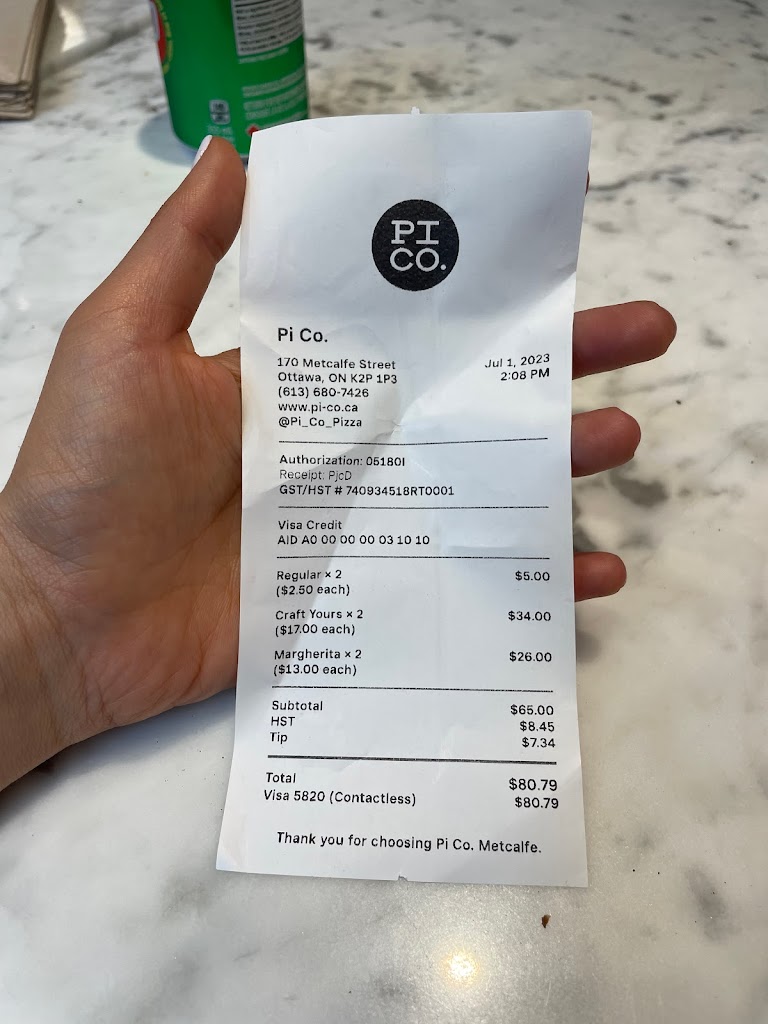 PI
CO.
Pi Co.
170 Metcalfe Street
Ottawa, ON K2P 1P3
(613) 680-7426
www.pi-co.ca
@Pi_Co_Pizza
Jul 1, 2023
2:08 PM
Authorization: 05180I
Receipt: PjcD
GST/HST # 740934518RT0001
Visa Credit
AID A0 00 00 00 03 10 10
Regular × 2 $5.00
($2.50 each)
Craft Yours × 2 $34.00
($17.00 each)
Margherita × 2 $26.00
($13.00 each)
Subtotal $65.00
HST $8.45
Tip $7.34
Total $80.79
Visa 5820 (Contactless) $80.79
Thank you for choosing Pi Co. Metcalfe.